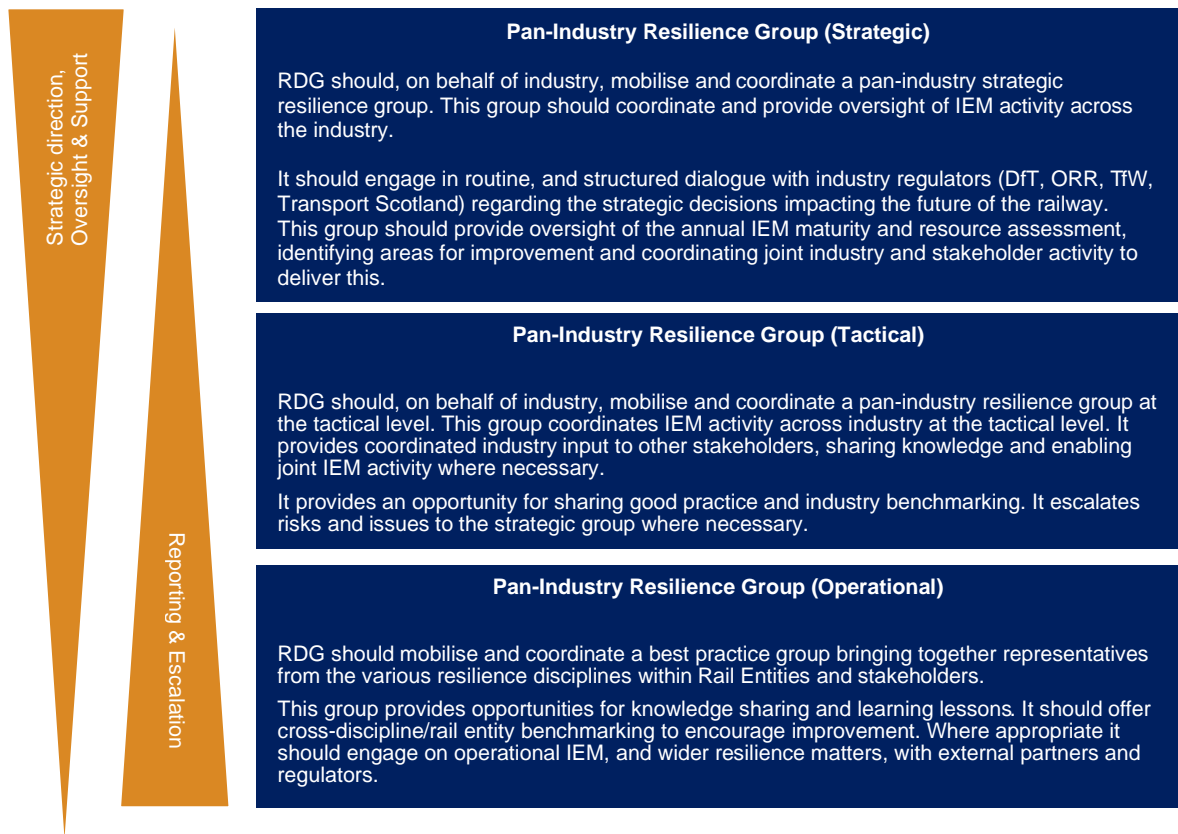 Strategic direction,
Oversight & Support
Reporting & Escalation
Pan-Industry Resilience Group (Strategic)
RDG should, on behalf of industry, mobilise and coordinate a pan-industry strategic
resilience group. This group should coordinate and provide oversight of IEM activity across
the industry.
It should engage in routine, and structured dialogue with industry regulators (DfT, ORR, TfW,
Transport Scotland) regarding the strategic decisions impacting the future of the railway.
This group should provide oversight of the annual IEM maturity and resource assessment,
identifying areas for improvement and coordinating joint industry and stakeholder activity to
deliver this.
Pan-Industry Resilience Group (Tactical)
RDG should, on behalf of industry, mobilise and coordinate a pan-industry resilience group at
the tactical level. This group coordinates IEM activity across industry at the tactical level. It
provides coordinated industry input to other stakeholders, sharing knowledge and enabling
joint IEM activity where necessary.
It provides an opportunity for sharing good practice and industry benchmarking. It escalates
risks and issues to the strategic group where necessary.
Pan-Industry Resilience Group (Operational)
RDG should mobilise and coordinate a best practice group bringing together representatives
from the various resilience disciplines within Rail Entities and stakeholders.
This group provides opportunities for knowledge sharing and learning lessons. It should offer
cross-discipline/rail entity benchmarking to encourage improvement. Where appropriate it
should engage on operational IEM, and wider resilience matters, with external partners and
regulators.